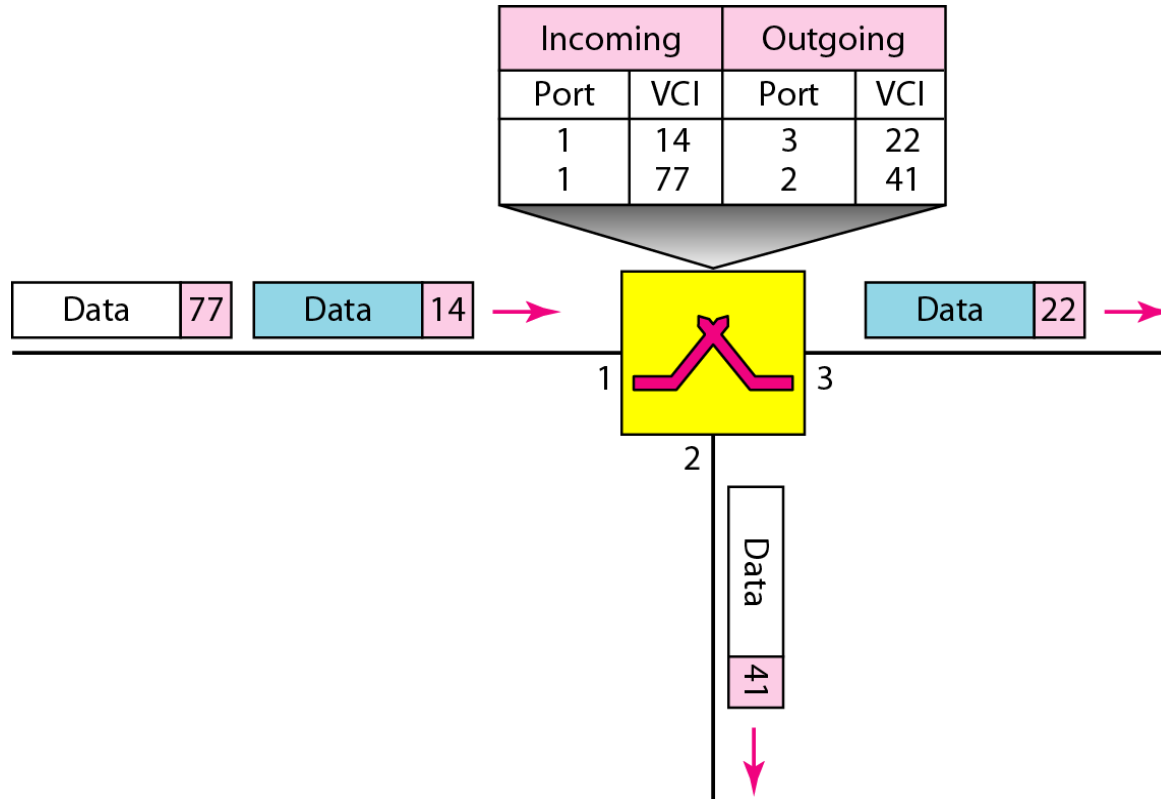 Incoming Outgoing
Port VCI Port VCI
1 14 3 22
1 77 2 41
Data 77 Data 14 Data 22
1 3
2
Data 41